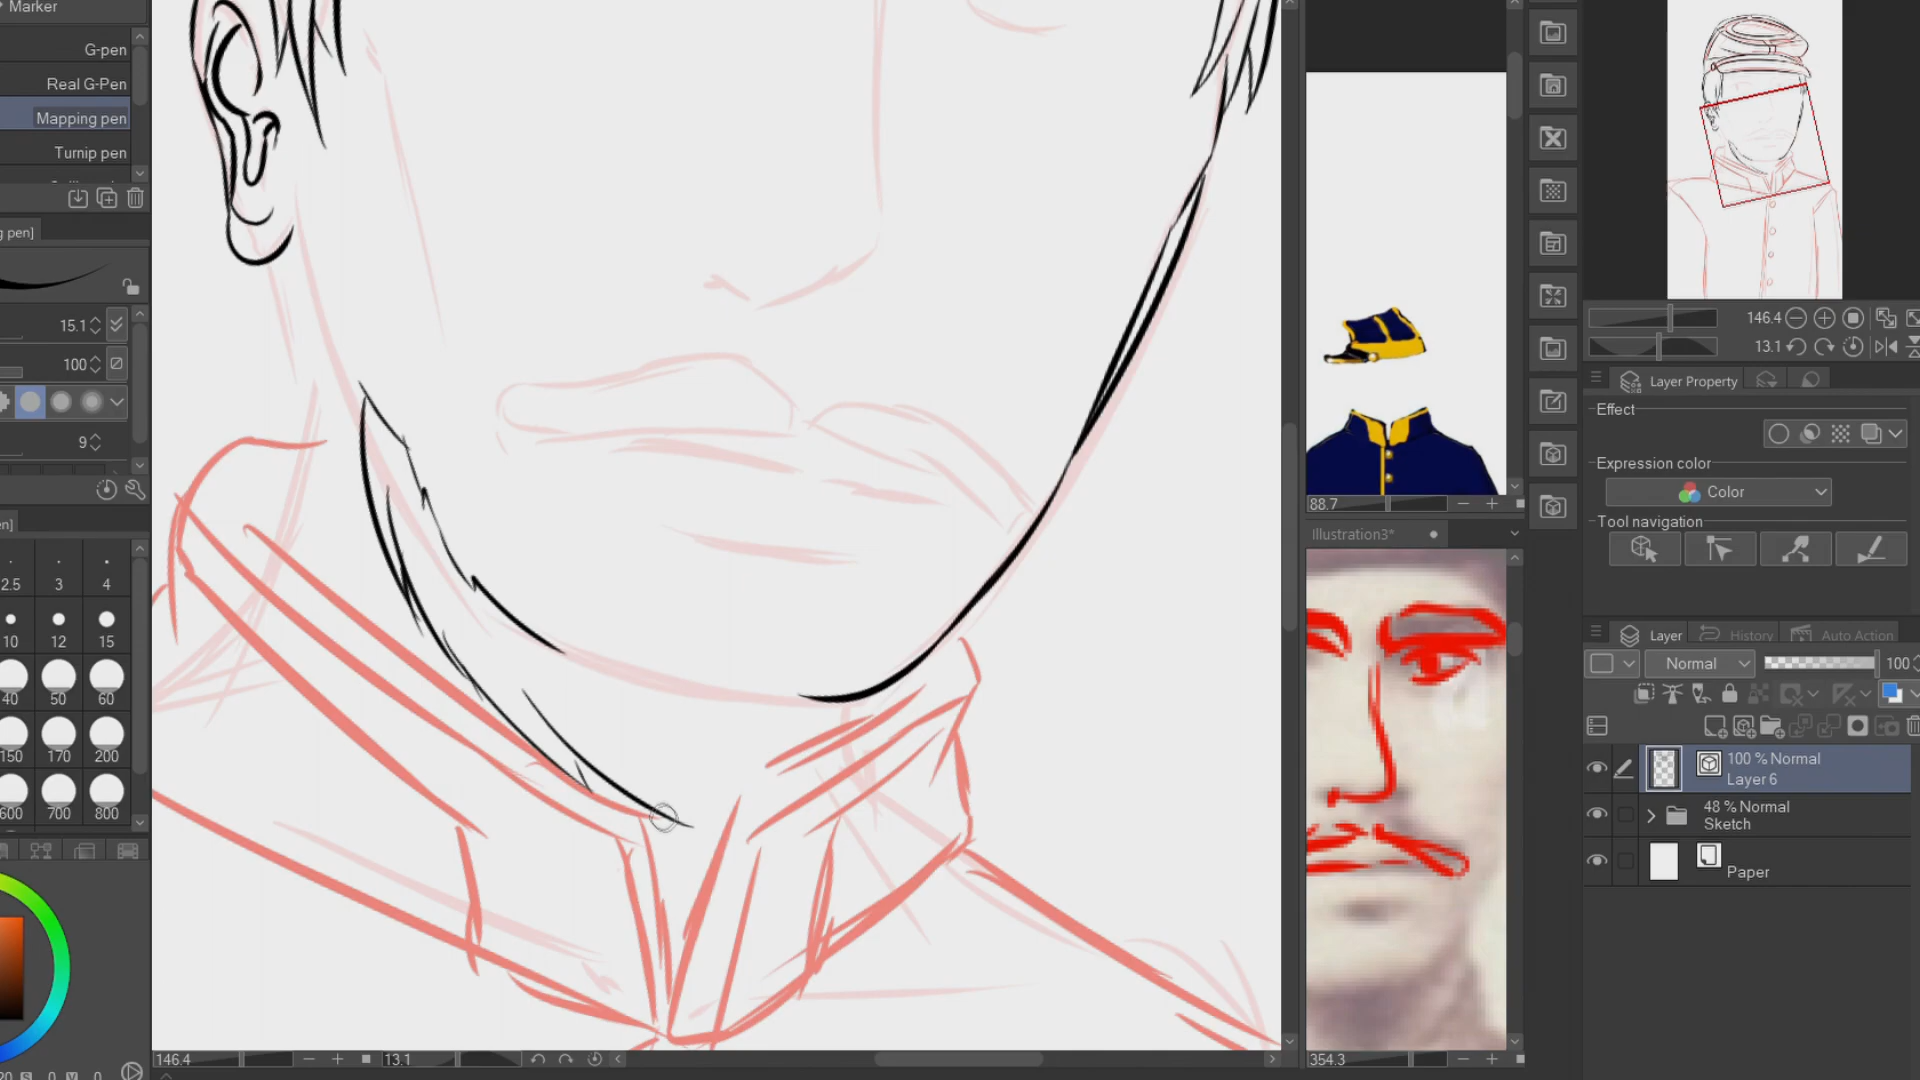 Marker
G-pen
Real G-Pen
Mapping pen
Turnip pen
g pen]
15.1
100
9
en]
2.5 3 4
10 12 15
40 50 60
150 170 200
600 700 800
146.4
13.1
88.7
Illustration3*
354.3
146.4
13.1
Layer Property
Effect
Expression color
Color
Tool navigation
Layer
History
Auto Action
Normal
100
100 % Normal
Layer 6
48 % Normal
Sketch
Paper